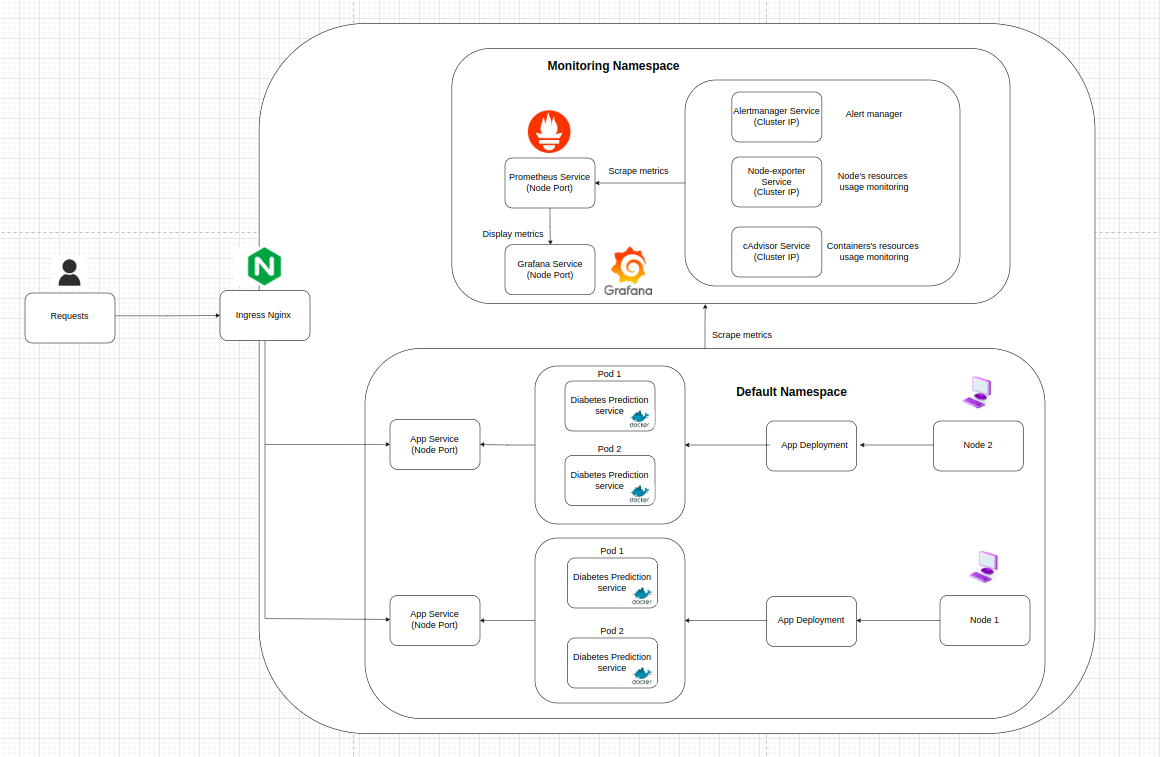 Monitoring Namespace
Alertmanager Service
(Cluster IP)
Alert manager
Prometheus Service
(Node Port)
Scrape metrics
Node-exporter
Service
(Cluster IP)
Node's resources
usage monitoring
Display metrics
Grafana Service
(Node Port)
Grafana
cAdvisor Service
(Cluster IP)
Containers's resources
usage monitoring
Requests
Ingress Nginx
N
Scrape metrics
Default Namespace
Pod 1
Diabetes Prediction
service
docker
Pod 2
Diabetes Prediction
service
docker
App Service
(Node Port)
App Deployment
Node 2
Pod 1
Diabetes Prediction
service
docker
Pod 2
Diabetes Prediction
service
docker
App Service
(Node Port)
App Deployment
Node 1